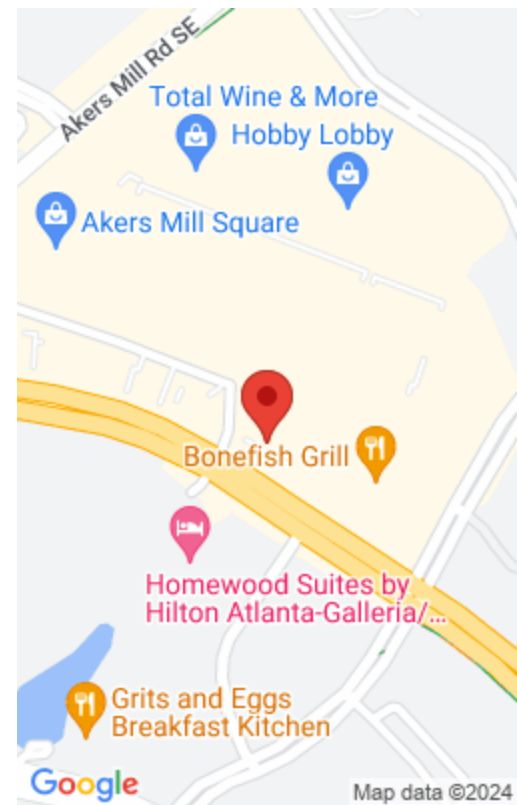 Akers Mill Rd SE
Total Wine & More
Hobby Lobby
Akers Mill Square
Bonefish Grill
Homewood Suites by
Hilton Atlanta-Galleria/...
Grits and Eggs
Breakfast Kitchen
Google
Map data ©2024